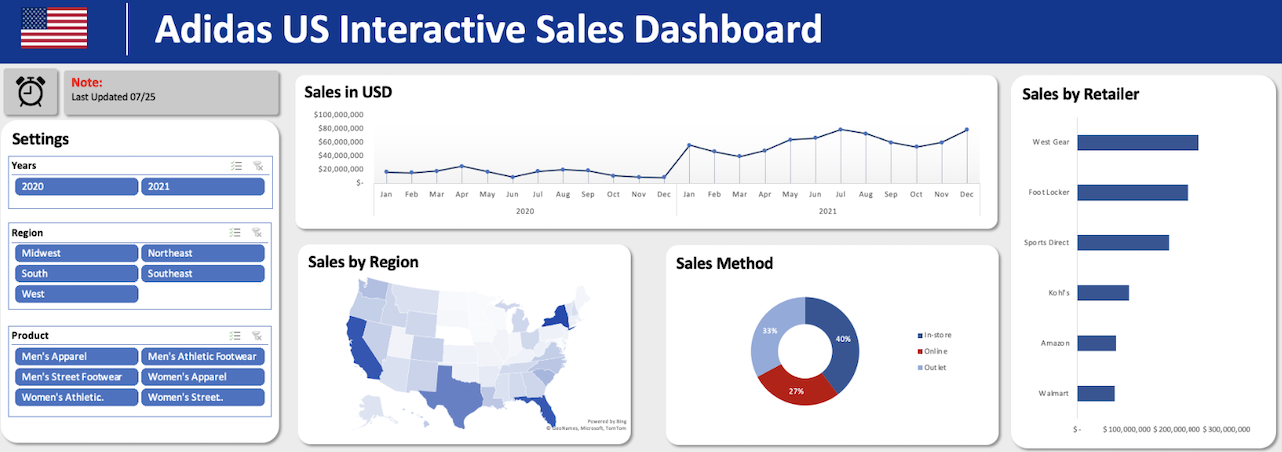 Adidas US Interactive Sales Dashboard
Note:
Last Updated 07/25
Settings
Years
2020 2021
Region
Midwest Northeast
South Southeast
West
Product
Men's Apparel Men's Athletic Footwear
Men's Street Footwear Women's Apparel
Women's Athletic. Women's Street.
Sales in USD
$100,000,000
$80,000,000
$60,000,000
$40,000,000
$20,000,000
$-
Jan Feb Mar Apr May Jun Jul Aug Sep Oct Nov Dec Jan Feb Mar Apr May Jun Jul Aug Sep Oct Nov Dec
2020 2021
Sales by Region
Powered by Bing
© GeoNames, Microsoft, TomTom
Sales Method
33%
40%
27%
In-store
Online
Outlet
Sales by Retailer
West Gear
Foot Locker
Sports Direct
Kohl's
Amazon
Walmart
$- $100,000,000 $200,000,000 $300,000,000